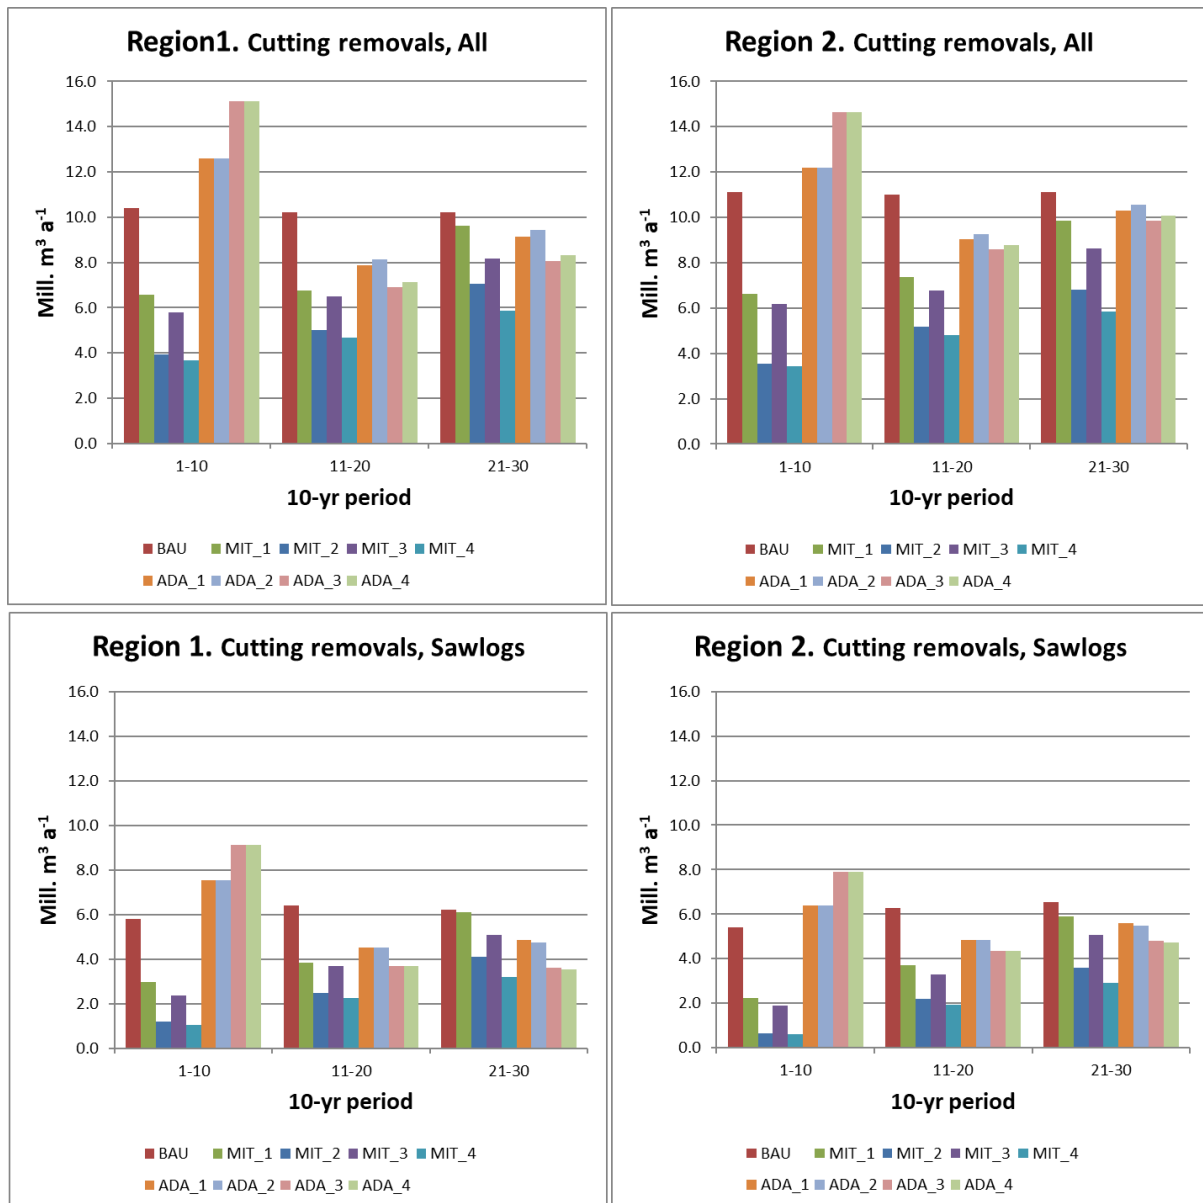 Region1. Cutting removals, All
16.0
14.0
12.0
10.0
8.0
6.0
4.0
2.0
0.0
Mill. m³ a⁻¹
1-10 11-20 21-30
10-yr period
BAU MIT_1 MIT_2 MIT_3 MIT_4
ADA_1 ADA_2 ADA_3 ADA_4
Region 2. Cutting removals, All
16.0
14.0
12.0
10.0
8.0
6.0
4.0
2.0
0.0
Mill. m³ a⁻¹
1-10 11-20 21-30
10-yr period
BAU MIT_1 MIT_2 MIT_3 MIT_4
ADA_1 ADA_2 ADA_3 ADA_4
Region 1. Cutting removals, Sawlogs
16.0
14.0
12.0
10.0
8.0
6.0
4.0
2.0
0.0
Mill. m³ a⁻¹
1-10 11-20 21-30
10-yr period
BAU MIT_1 MIT_2 MIT_3 MIT_4
ADA_1 ADA_2 ADA_3 ADA_4
Region 2. Cutting removals, Sawlogs
16.0
14.0
12.0
10.0
8.0
6.0
4.0
2.0
0.0
Mill. m³ a⁻¹
1-10 11-20 21-30
10-yr period
BAU MIT_1 MIT_2 MIT_3 MIT_4
ADA_1 ADA_2 ADA_3 ADA_4